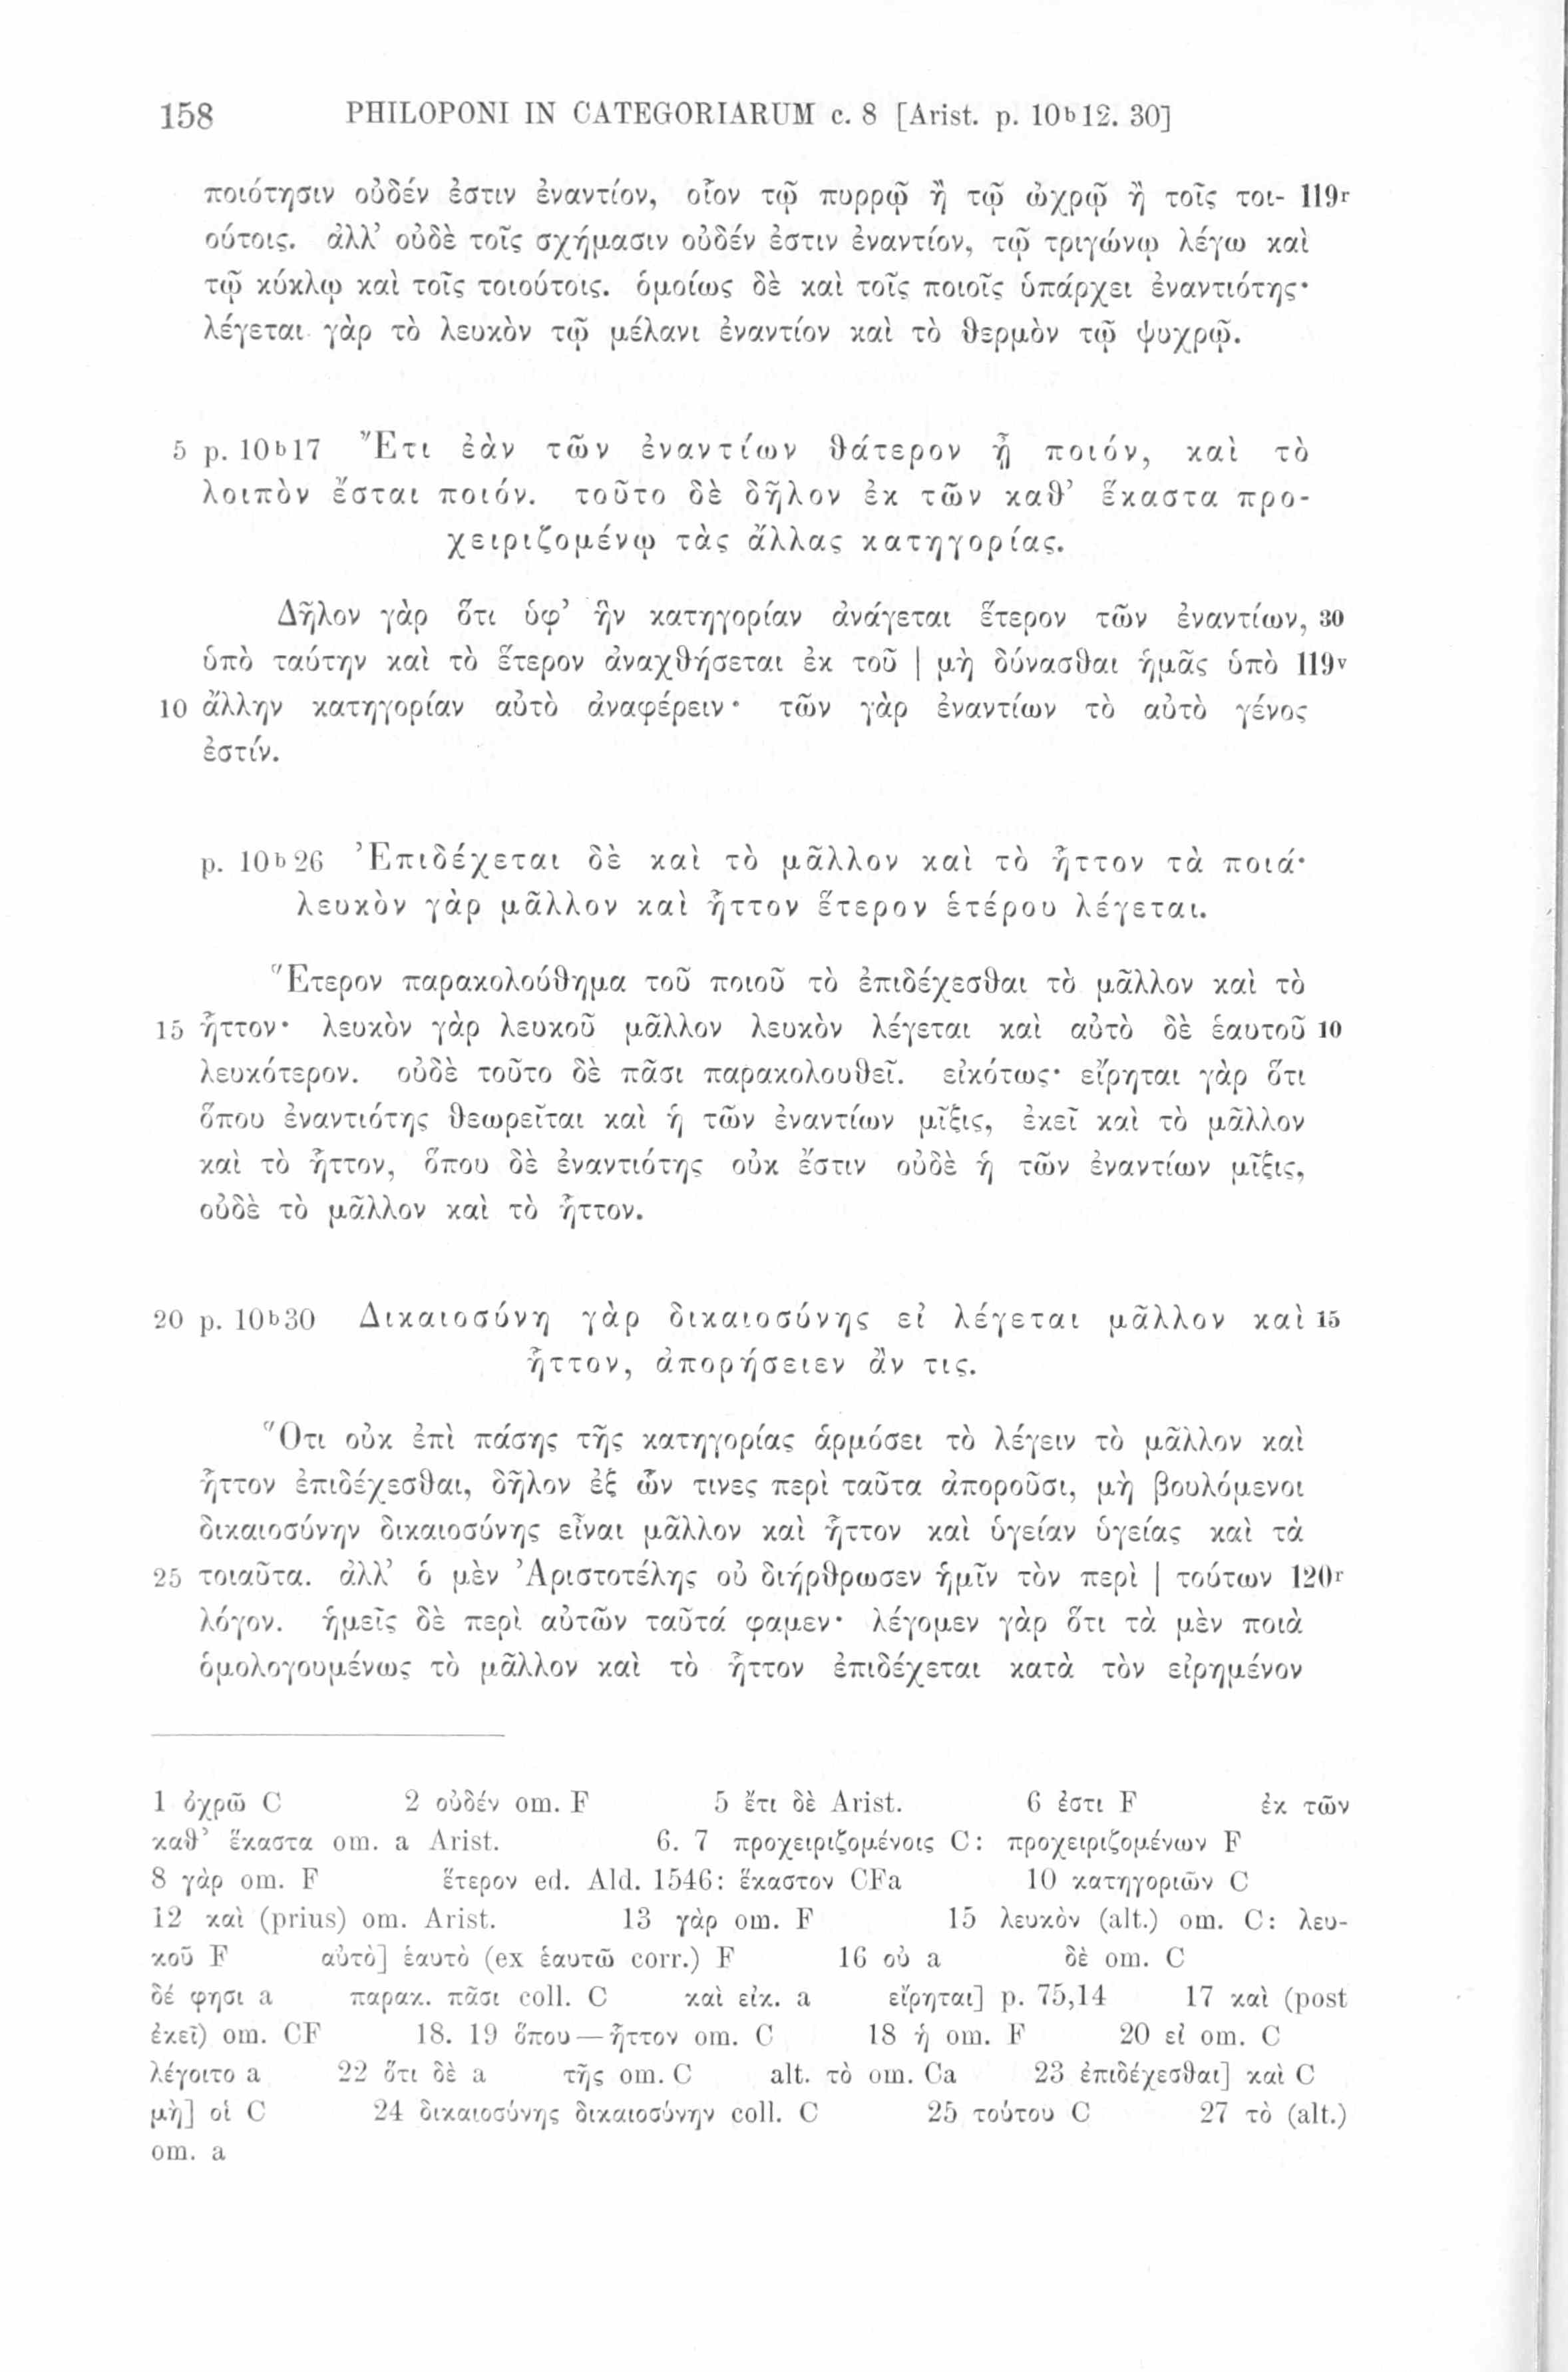 158 PHILOPONI IN CATEGORIARUM c. 8 [Arist. p. 10ᵇ12. 30]
ποιότησιν οὐδέν ἐστιν ἐναντίον, οἷον τῷ πυρρῷ ἢ τῷ ὠχρῷ ἢ τοῖς τοι- 119r
ούτοις. ἀλλ’ οὐδὲ τοῖς σχήμασιν οὐδέν ἐστιν ἐναντίον, τῷ τριγώνῳ λέγω καὶ
τῷ κύκλῳ καὶ τοῖς τοιούτοις. ὁμοίως δὲ καὶ τοῖς ποιοῖς ὑπάρχει ἐναντιότης·
λέγεται γὰρ τὸ λευκὸν τῷ μέλανι ἐναντίον καὶ τὸ θερμὸν τῷ ψυχρῷ.
5 p. 10ᵇ17 Ἔτι ἐὰν τῶν ἐναντίων θάτερον ᾖ ποιόν, καὶ τὸ
λοιπὸν ἔσται ποιόν. τοῦτο δὲ δῆλον ἐκ τῶν καθ’ ἕκαστα προ-
χειριζομένῳ τὰς ἄλλας κατηγορίας.
Δῆλον γὰρ ὅτι ὑφ’ ἣν κατηγορίαν ἀνάγεται ἕτερον τῶν ἐναντίων, 30
ὑπὸ ταύτην καὶ τὸ ἕτερον ἀναχθήσεται ἐκ τοῦ | μὴ δύνασθαι ἡμᾶς ὑπὸ 119v
10 ἄλλην κατηγορίαν αὐτὸ ἀναφέρειν· τῶν γὰρ ἐναντίων τὸ αὐτὸ γένος
ἐστίν.
p. 10ᵇ26 Ἐπιδέχεται δὲ καὶ τὸ μᾶλλον καὶ τὸ ἧττον τὰ ποιά·
λευκὸν γὰρ μᾶλλον καὶ ἧττον ἕτερον ἑτέρου λέγεται.
Ἕτερον παρακολούθημα τοῦ ποιοῦ τὸ ἐπιδέχεσθαι τὸ μᾶλλον καὶ τὸ
15 ἧττον· λευκὸν γὰρ λευκοῦ μᾶλλον λευκὸν λέγεται καὶ αὐτὸ δὲ ἑαυτοῦ 10
λευκότερον. οὐδὲ τοῦτο δὲ πᾶσι παρακολουθεῖ. εἰκότως· εἴρηται γὰρ ὅτι
ὅπου ἐναντιότης θεωρεῖται καὶ ἡ τῶν ἐναντίων μῖξις, ἐκεῖ καὶ τὸ μᾶλλον
καὶ τὸ ἧττον, ὅπου δὲ ἐναντιότης οὐκ ἔστιν οὐδὲ ἡ τῶν ἐναντίων μῖξις,
οὐδὲ τὸ μᾶλλον καὶ τὸ ἧττον.
20 p. 10ᵇ30 Δικαιοσύνη γὰρ δικαιοσύνης εἰ λέγεται μᾶλλον καὶ 15
ἧττον, ἀπορήσειεν ἄν τις.
Ὅτι οὐκ ἐπὶ πάσης τῆς κατηγορίας ἁρμόσει τὸ λέγειν τὸ μᾶλλον καὶ
ἧττον ἐπιδέχεσθαι, δῆλον ἐξ ὧν τινες περὶ ταῦτα ἀποροῦσι, μὴ βουλόμενοι
δικαιοσύνην δικαιοσύνης εἶναι μᾶλλον καὶ ἧττον καὶ ὑγείαν ὑγείας καὶ τὰ
25 τοιαῦτα. ἀλλ’ ὁ μὲν Ἀριστοτέλης οὐ διήρθρωσεν ἡμῖν τὸν περὶ | τούτων 120r
λόγον. ἡμεῖς δὲ περὶ αὐτῶν ταῦτά φαμεν· λέγομεν γὰρ ὅτι τὰ μὲν ποιὰ
ὁμολογουμένως τὸ μᾶλλον καὶ τὸ ἧττον ἐπιδέχεται κατὰ τὸν εἰρημένον
1 ὀχρῶ C 2 οὐδέν om. F 5 ἔτι δὲ Arist. 6 ἐστι F ἐκ τῶν
καθ’ ἕκαστα om. a Arist. 6. 7 προχειριζομένοις C: προχειριζομένων F
8 γὰρ om. F ἕτερον ed. Ald. 1546: ἕκαστον CFa 10 κατηγοριῶν C
12 καὶ (prius) om. Arist. 13 γὰρ om. F 15 λευκὸν (alt.) om. C: λευ-
κοῦ F αὐτὸ] ἑαυτὸ (ex ἑαυτῶ corr.) F 16 οὐ a δὲ om. C
δέ φησι a παρακ. πᾶσι coll. C καὶ εἰκ. a εἴρηται] p. 75,14 17 καὶ (post
ἐκεῖ) om. CF 18. 19 ὅπου — ἧττον om. C 18 ἡ om. F 20 εἰ om. C
λέγοιτο a 22 ὅτι δὲ a τῆς om. C alt. τὸ om. Ca 23 ἐπιδέχεσθαι] καὶ C
μὴ] οἱ C 24 δικαιοσύνης δικαιοσύνην coll. C 25 τούτου C 27 τὸ (alt.)
om. a